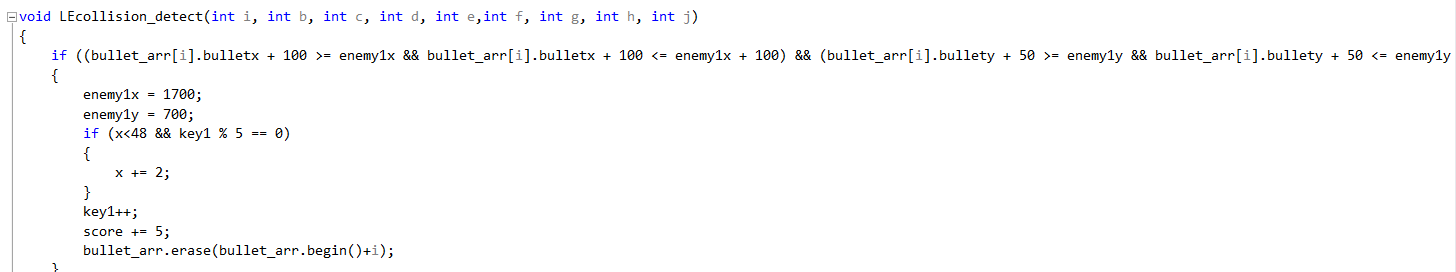 void LEcollision_detect(int i, int b, int c, int d, int e,int f, int g, int h, int j)
{
if ((bullet_arr[i].bulletx + 100 >= enemy1x && bullet_arr[i].bulletx + 100 <= enemy1x + 100) && (bullet_arr[i].bullety + 50 >= enemy1y && bullet_arr[i].bullety + 50 <= enemy1y
{
enemy1x = 1700;
enemy1y = 700;
if (x<48 && key1 % 5 == 0)
{
x += 2;
}
key1++;
score += 5;
bullet_arr.erase(bullet_arr.begin()+i);
}